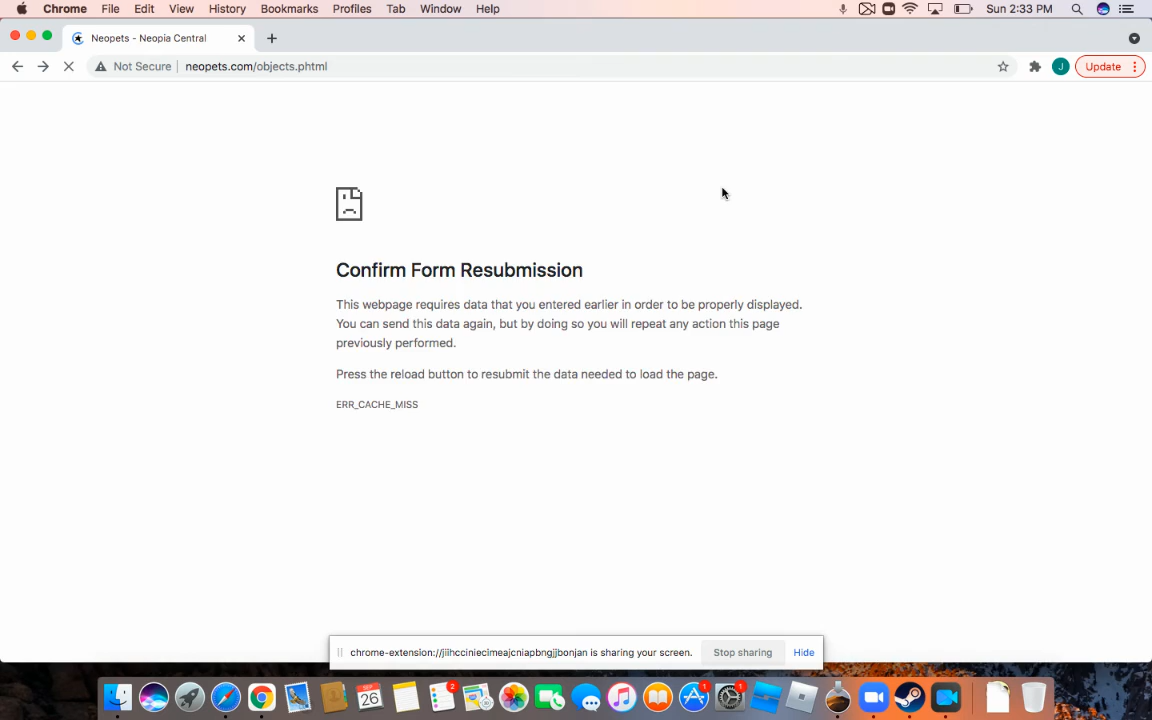 Chrome File Edit View History Bookmarks Profiles Tab Window Help Sun 2:33 PM
Neopets - Neopia Central
Not Secure neopets.com/objects.phtml J Update
Confirm Form Resubmission
This webpage requires data that you entered earlier in order to be properly displayed.
You can send this data again, but by doing so you will repeat any action this page
previously performed.
Press the reload button to resubmit the data needed to load the page.
ERR_CACHE_MISS
chrome-extension://jiihcciniecimeajcniapbngjjbonjan is sharing your screen. Stop sharing Hide
SEP
26 2 1 1